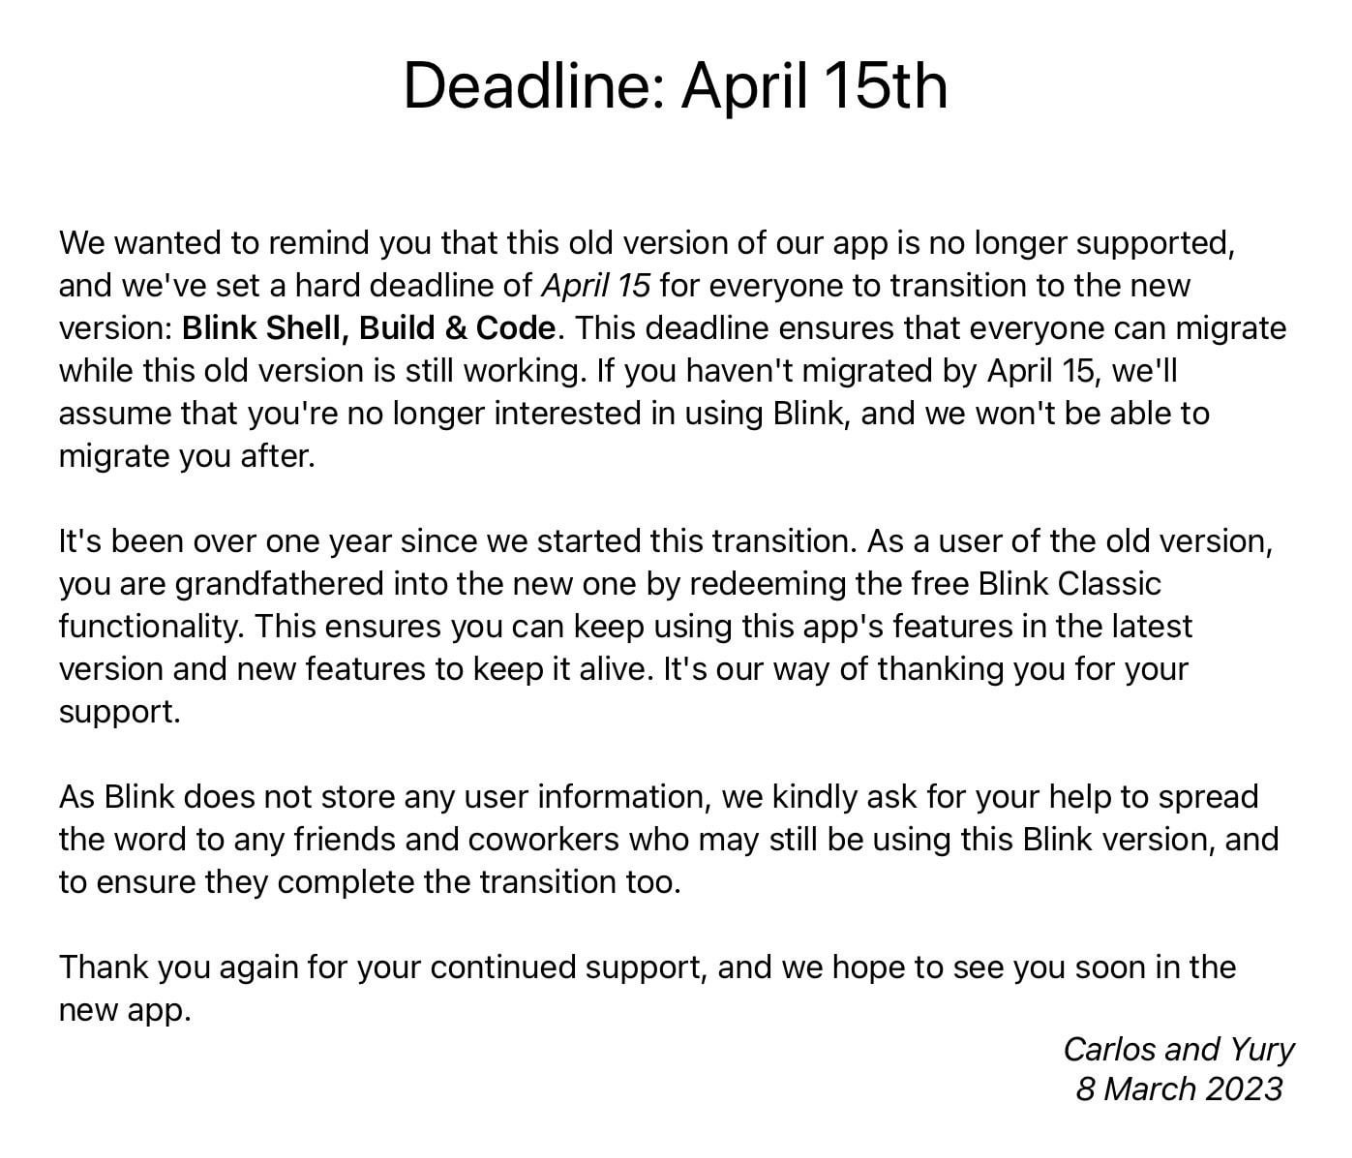 Deadline: April 15th
We wanted to remind you that this old version of our app is no longer supported,
and we've set a hard deadline of April 15 for everyone to transition to the new
version: Blink Shell, Build & Code. This deadline ensures that everyone can migrate
while this old version is still working. If you haven't migrated by April 15, we'll
assume that you're no longer interested in using Blink, and we won't be able to
migrate you after.
It's been over one year since we started this transition. As a user of the old version,
you are grandfathered into the new one by redeeming the free Blink Classic
functionality. This ensures you can keep using this app's features in the latest
version and new features to keep it alive. It's our way of thanking you for your
support.
As Blink does not store any user information, we kindly ask for your help to spread
the word to any friends and coworkers who may still be using this Blink version, and
to ensure they complete the transition too.
Thank you again for your continued support, and we hope to see you soon in the
new app.
Carlos and Yury
8 March 2023